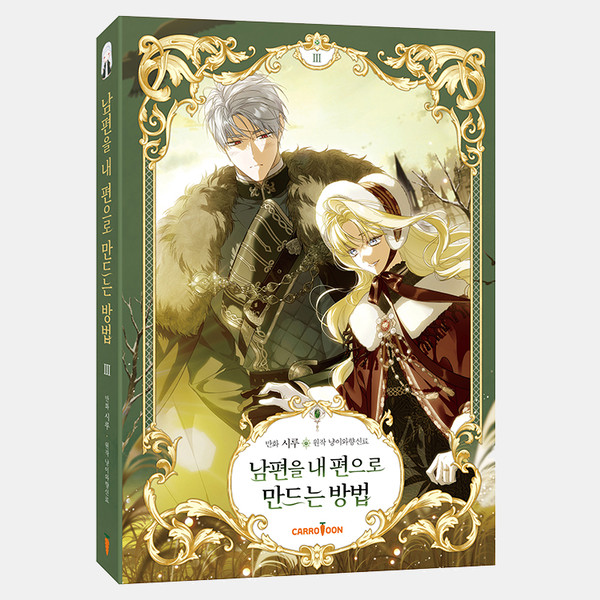 남편을 내 편으로 만드는 방법
III
만화 시루 · 원작 냥이와향신료
III
만화 시루 원작 냥이와향신료
남편을 내 편으로
만드는 방법
CARROTOON